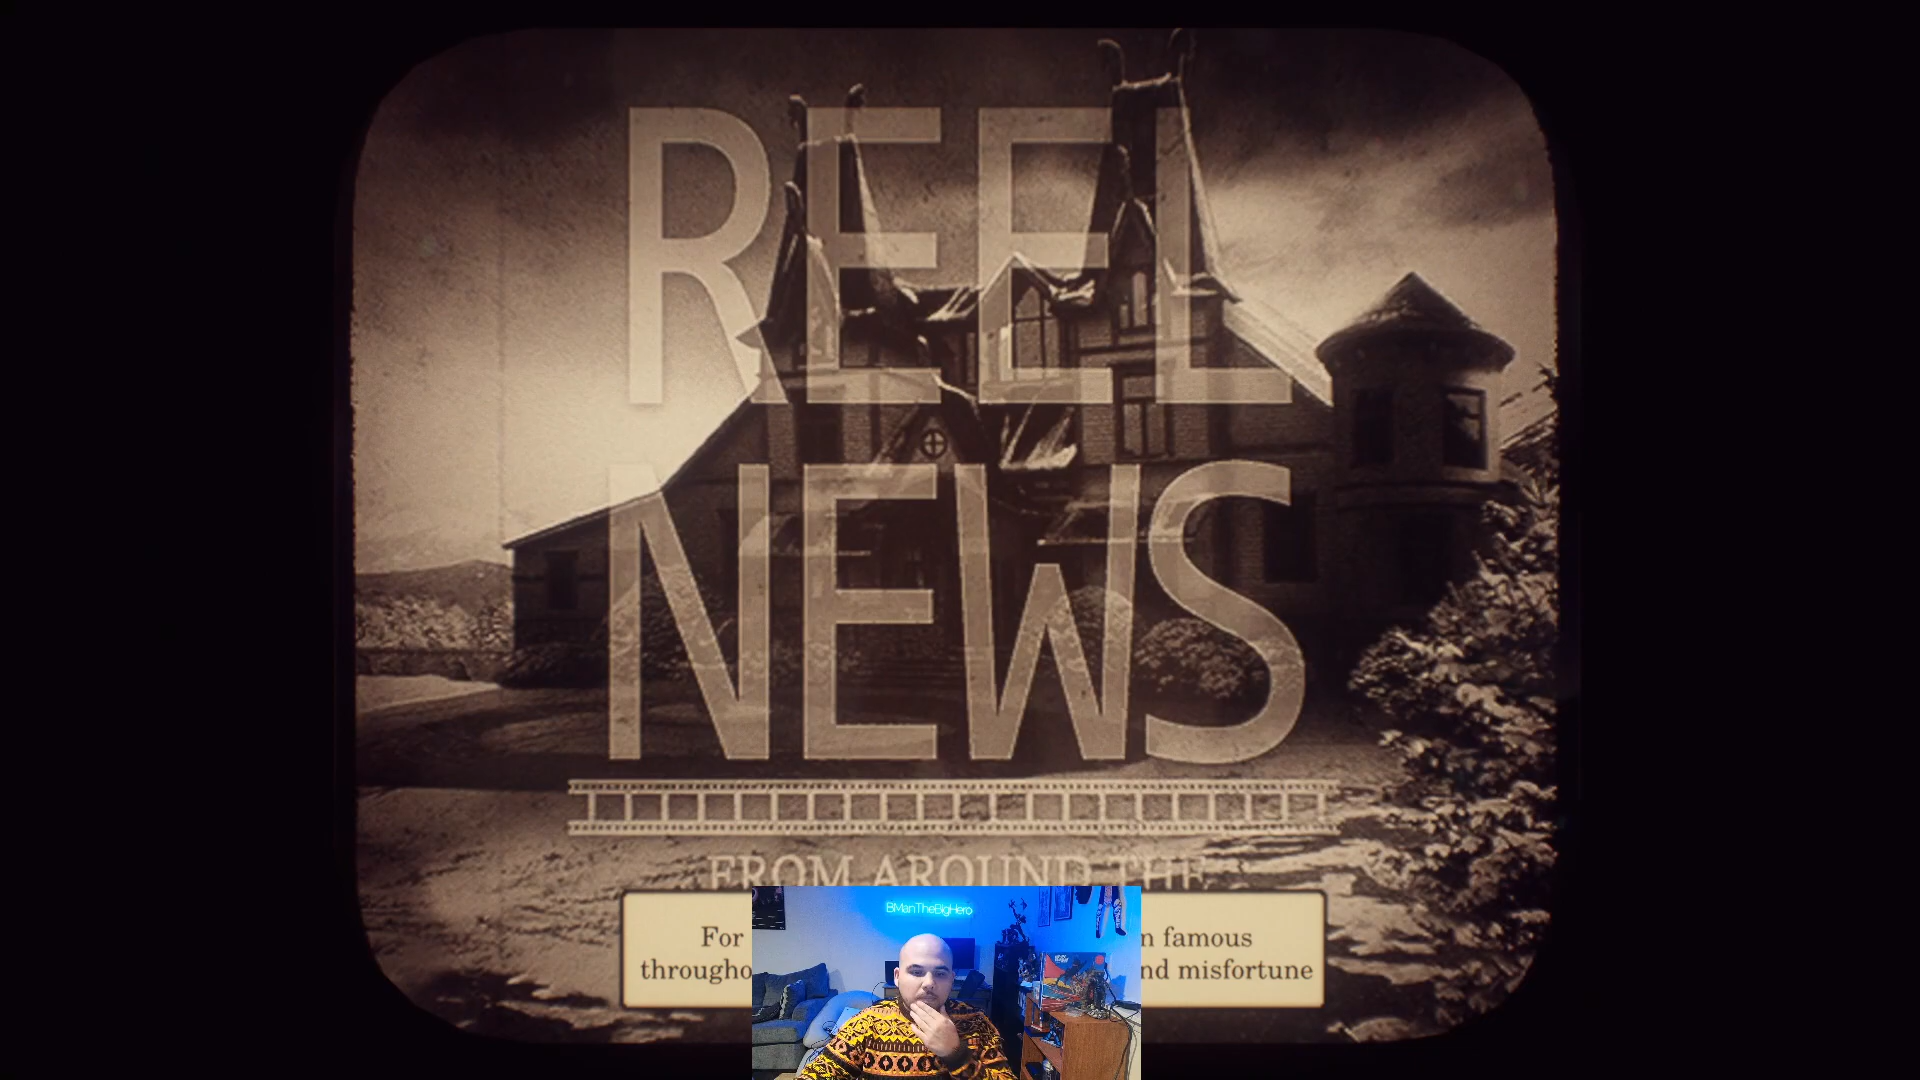 REEL
NEWS
FROM AROUND THE
For n famous
througho nd misfortune
BManTheBigHero